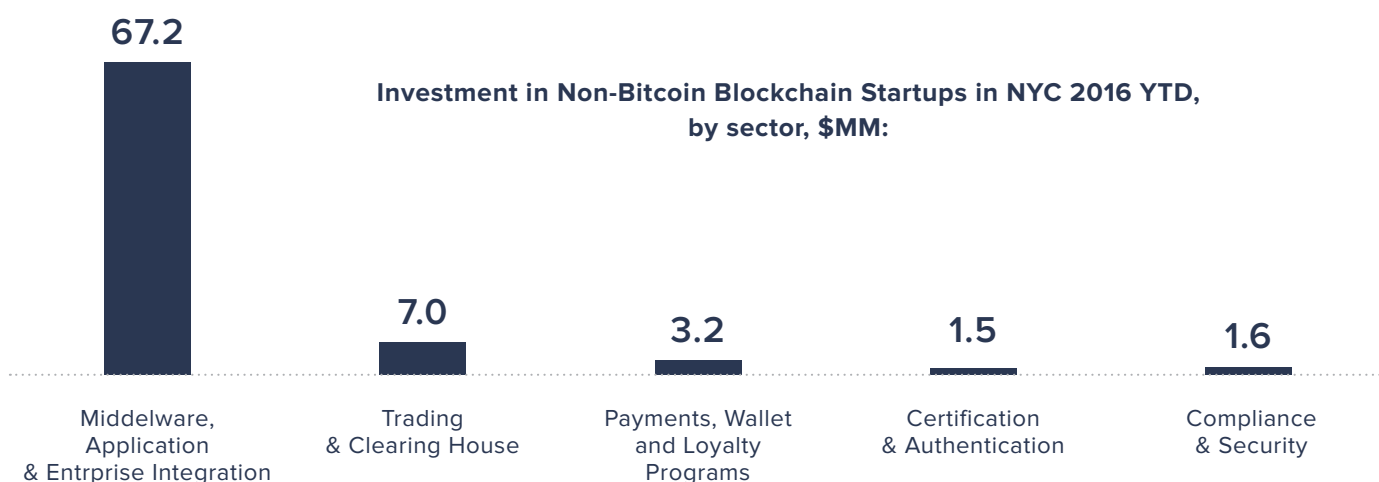 67.2
Investment in Non-Bitcoin Blockchain Startups in NYC 2016 YTD,
by sector, $MM:
7.0
3.2
1.5
1.6
Middelware,
Application
& Entrprise Integration
Trading
& Clearing House
Payments, Wallet
and Loyalty
Programs
Certification
& Authentication
Compliance
& Security